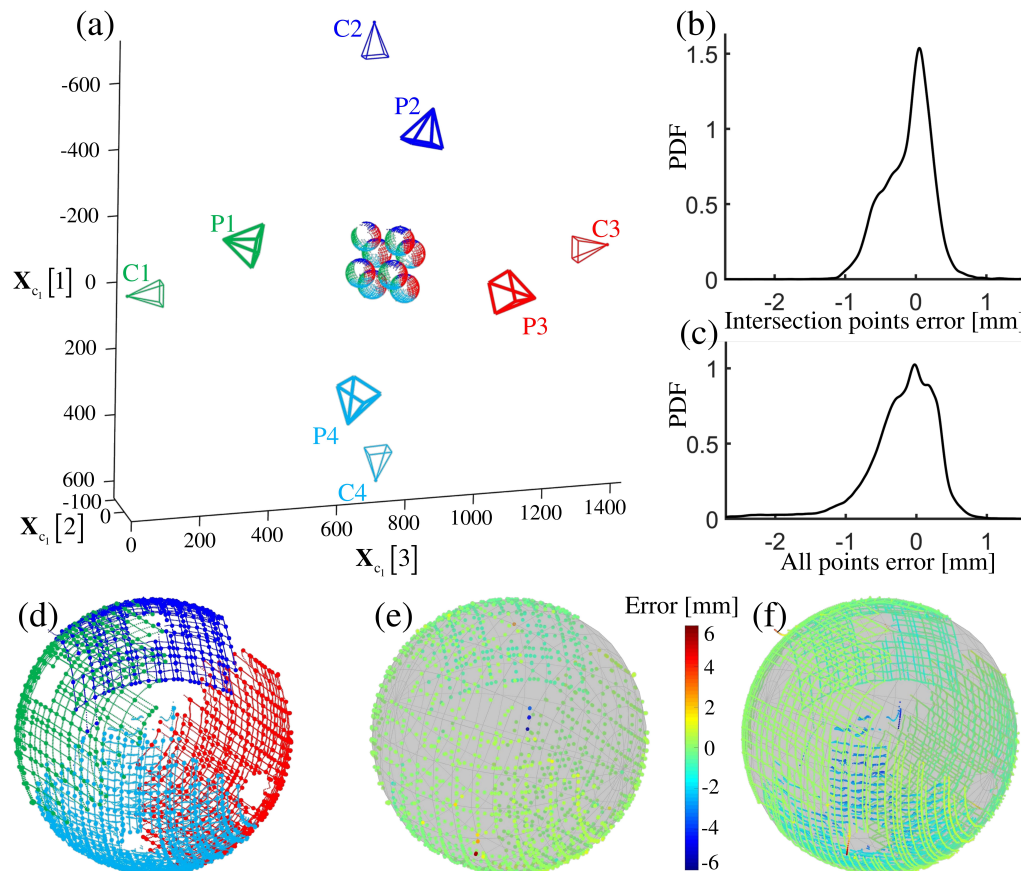 (a)
C2
P2
P1
C1
C3
P3
P4
C4
-600
-400
-200
0
200
400
600
X_{c_1}[1]
-100
0
X_{c_1}[2]
0
200
400
600
800
1000
1200
1400
X_{c_1}[3]
(b)
PDF
1.5
1
0.5
0
-2
-1
0
1
Intersection points error [mm]
(c)
PDF
1
0.5
0
-2
-1
0
1
All points error [mm]
(d)
(e)
Error [mm]
6
4
2
0
-2
-4
-6
(f)